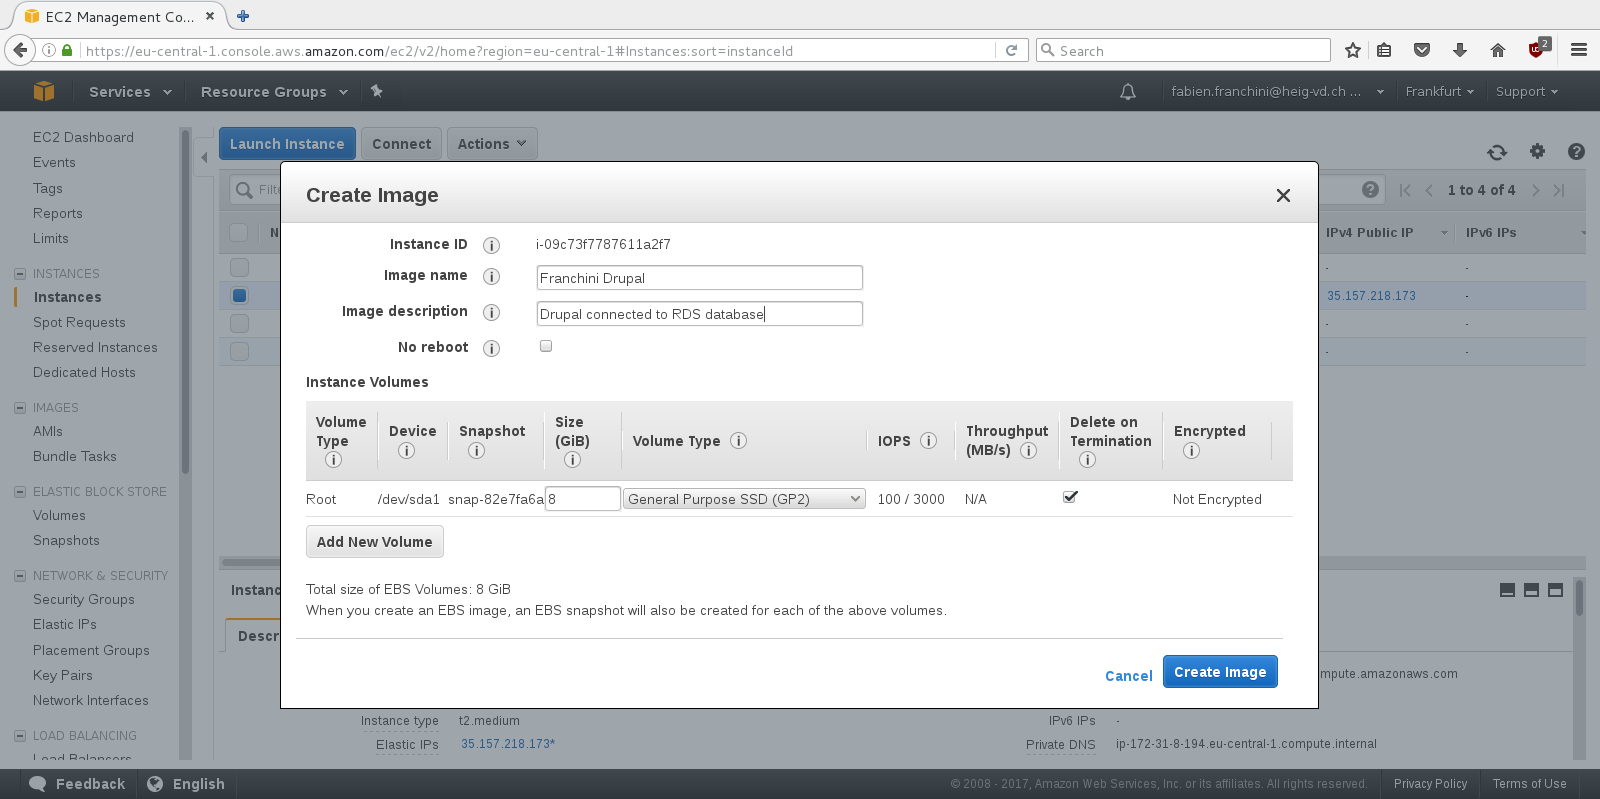 EC2 Management Co...
https://eu-central-1.console.aws.amazon.com/ec2/v2/home?region=eu-central-1#Instances:sort=instanceId
Search
2
Services
Resource Groups
fabien.franchini@heig-vd.ch ...
Frankfurt
Support
EC2 Dashboard
Events
Tags
Reports
Limits
INSTANCES
Instances
Spot Requests
Reserved Instances
Dedicated Hosts
IMAGES
AMIs
Bundle Tasks
ELASTIC BLOCK STORE
Volumes
Snapshots
NETWORK & SECURITY
Security Groups
Elastic IPs
Placement Groups
Key Pairs
Network Interfaces
LOAD BALANCING
Load Balancers
Launch Instance
Connect
Actions
1 to 4 of 4
IPv4 Public IP
IPv6 IPs
-
-
35.157.218.173
-
-
-
-
-
Create Image
Instance ID
i-09c73f7787611a2f7
Image name
Franchini Drupal
Image description
Drupal connected to RDS database
No reboot
Instance Volumes
Volume Type
Device
Snapshot
Size (GiB)
Volume Type
IOPS
Throughput (MB/s)
Delete on Termination
Encrypted
Root
/dev/sda1
snap-82e7fa6a
8
General Purpose SSD (GP2)
100 / 3000
N/A
Not Encrypted
Add New Volume
Total size of EBS Volumes: 8 GiB
When you create an EBS image, an EBS snapshot will also be created for each of the above volumes.
Cancel
Create Image
Instance type
t2.medium
IPv6 IPs
-
Elastic IPs
35.157.218.173*
Private DNS
ip-172-31-8-194.eu-central-1.compute.internal
Feedback
English
© 2008 - 2017, Amazon Web Services, Inc. or its affiliates. All rights reserved.
Privacy Policy
Terms of Use